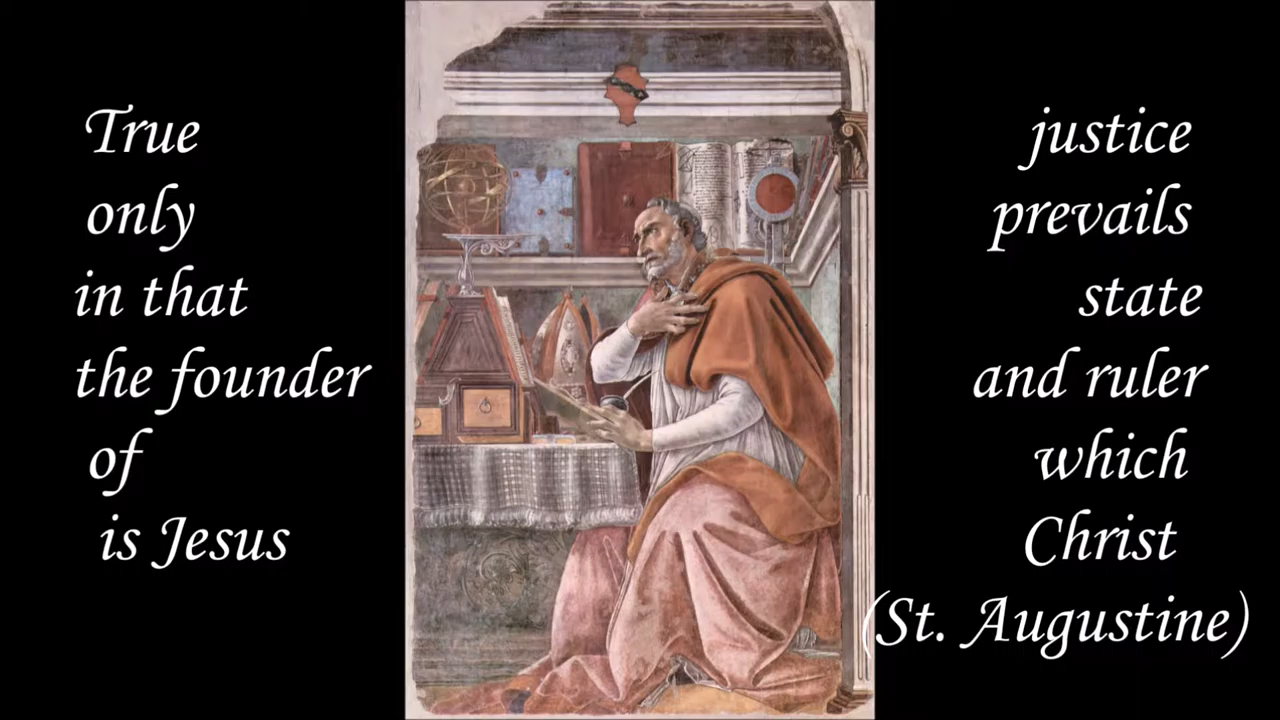 True justice
only prevails
in that state
the founder and ruler
of which
is Jesus Christ
(St. Augustine)